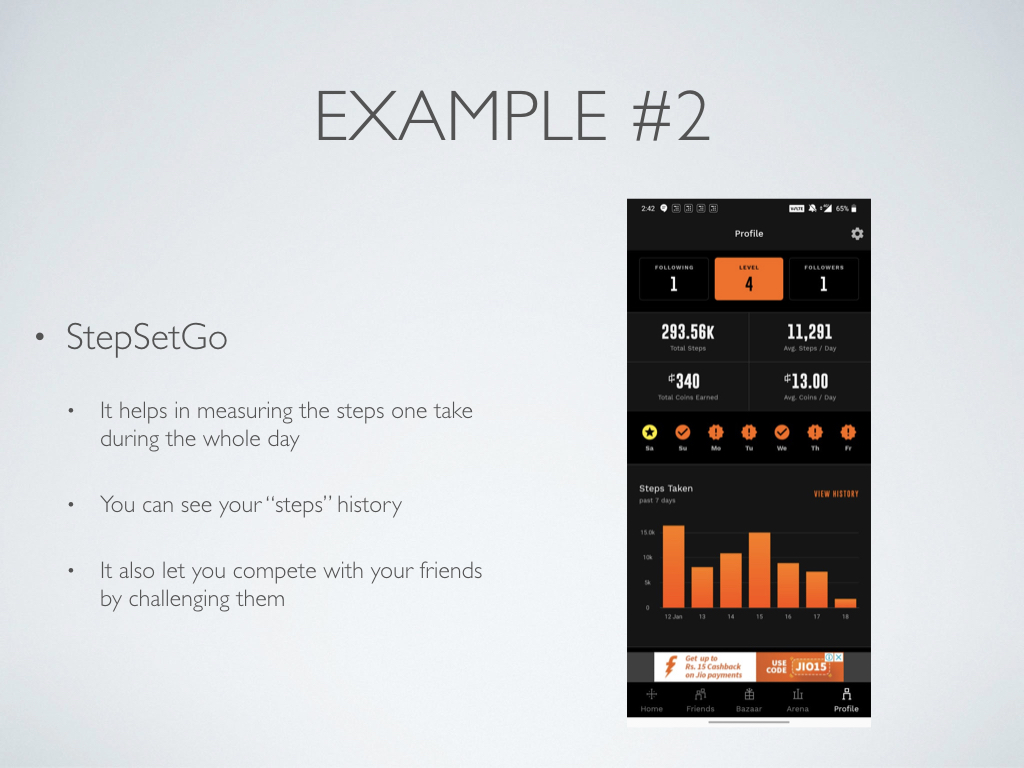 EXAMPLE #2
• StepSetGo
• It helps in measuring the steps one take
during the whole day
• You can see your “steps” history
• It also let you compete with your friends
by challenging them
2:42 65%
Profile
FOLLOWING LEVEL FOLLOWERS
1 4 1
293.56K 11,291
Total Steps Avg. Steps / Day
340 13.00
Total Coins Earned Avg. Coins / Day
Sa Su Mo Tu We Th Fr
Steps Taken
past 7 days
VIEW HISTORY
15.0k
10k
5k
0
12 Jan 13 14 15 16 17 18
Get up to
Rs. 15 Cashback
on Jio payments
USE
CODE
JIO15
Home Friends Bazaar Arena Profile